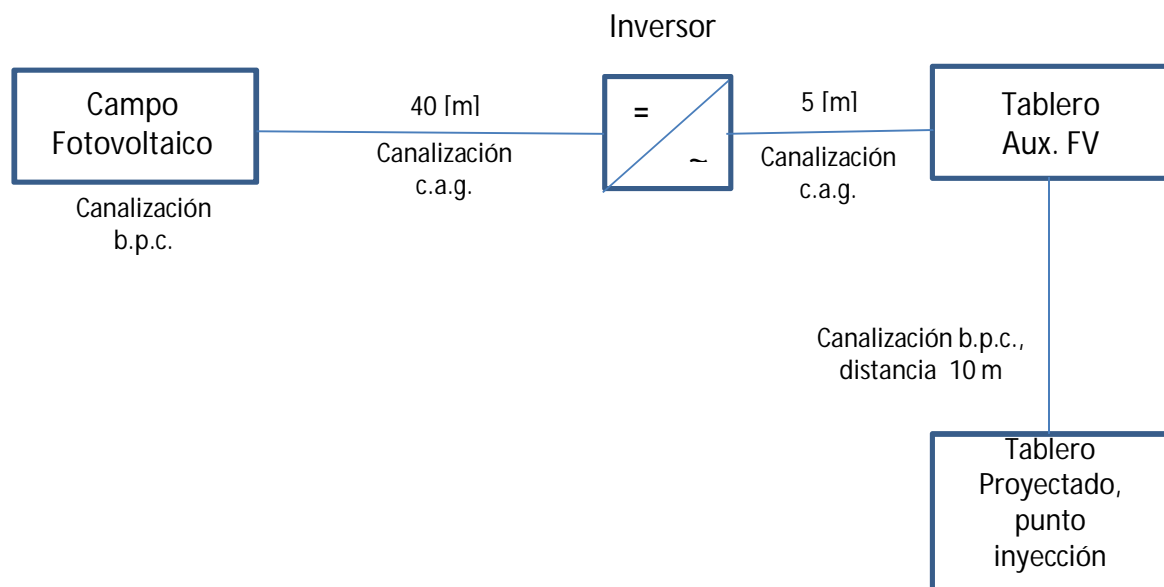 Inversor
Campo
Fotovoltaico
40 [m]
Canalización
c.a.g.
=
~
5 [m]
Canalización
c.a.g.
Tablero
Aux. FV
Canalización
b.p.c.
Canalización b.p.c.,
distancia 10 m
Tablero
Proyectado,
punto
inyección